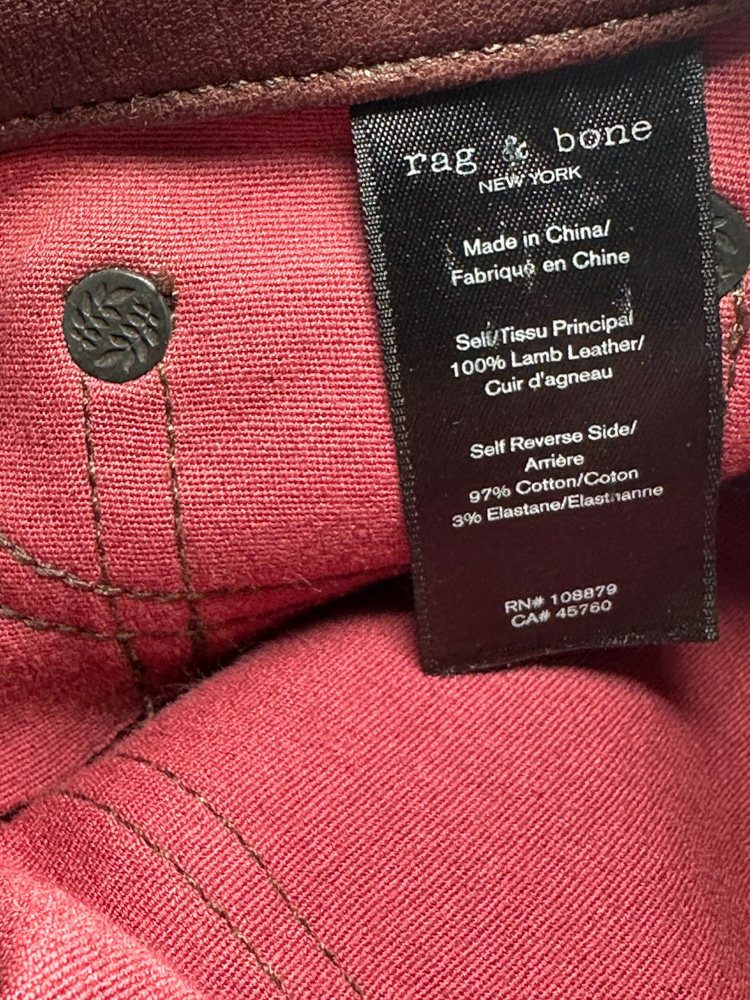 rag & bone
NEW YORK
Made in China/
Fabriqué en Chine
Self/Tissu Principal
100% Lamb Leather/
Cuir d'agneau
Self Reverse Side/
Arrière
97% Cotton/Coton
3% Elastane/Elasthanne
RN# 108879
CA# 45760